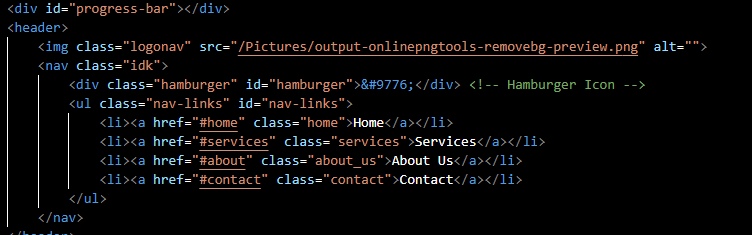 <div id="progress-bar"></div>
<header>
<img class="logonav" src="/Pictures/output-onlinepngtools-removebg-preview.png" alt="">
<nav class="idk">
<div class="hamburger" id="hamburger">&#9776;</div> <!-- Hamburger Icon -->
<ul class="nav-links" id="nav-links">
<li><a href="#home" class="home">Home</a></li>
<li><a href="#services" class="services">Services</a></li>
<li><a href="#about" class="about_us">About Us</a></li>
<li><a href="#contact" class="contact">Contact</a></li>
</ul>
</nav>
</header>